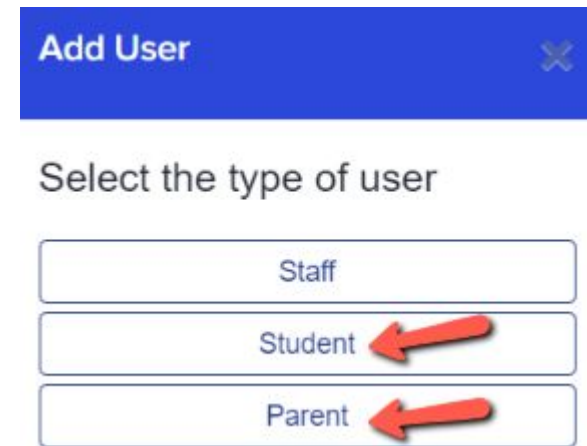 Add User
Select the type of user
Staff
Student
Parent